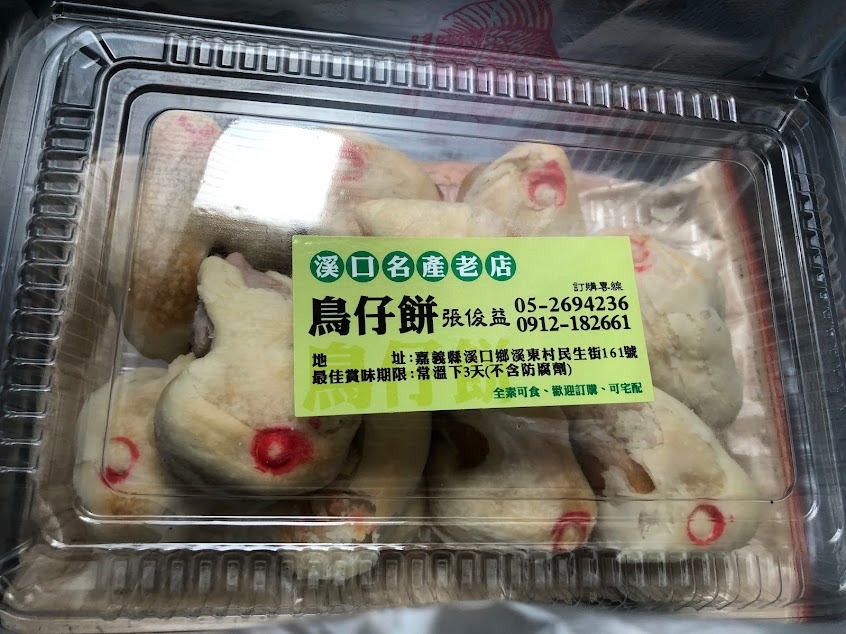 溪口名產老店
訂購專線
鳥仔餅 張俊益 05-2694236
0912-182661
地 址:嘉義縣溪口鄉溪東村民生街161號
最佳賞味期限:常溫下3天(不含防腐劑)
鳥仔餅
全素可食、歡迎訂購、可宅配